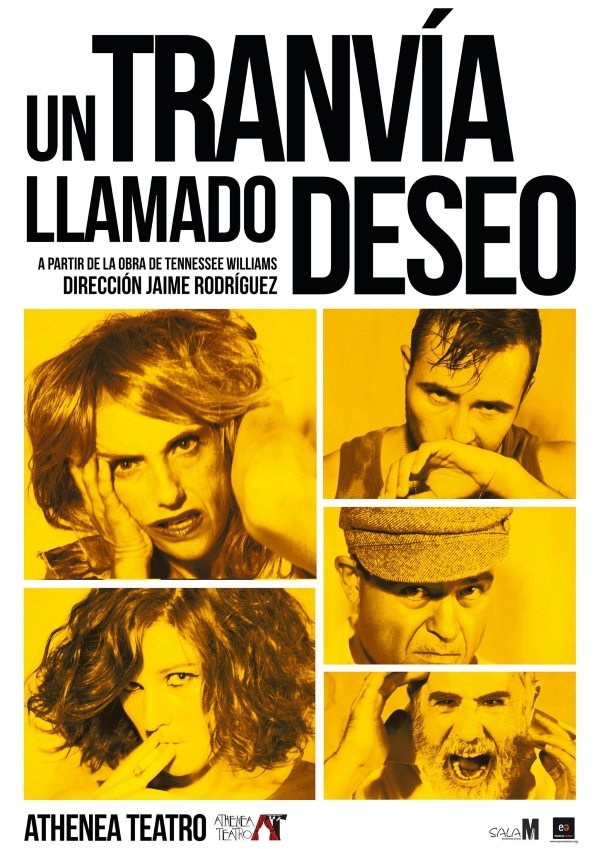 UN TRANVÍA
LLAMADO DESEO
A PARTIR DE LA OBRA DE TENNESSEE WILLIAMS
DIRECCIÓN JAIME RODRÍGUEZ
ATHENEA TEATRO
ATHENEA
TEATRO AT
SALA M